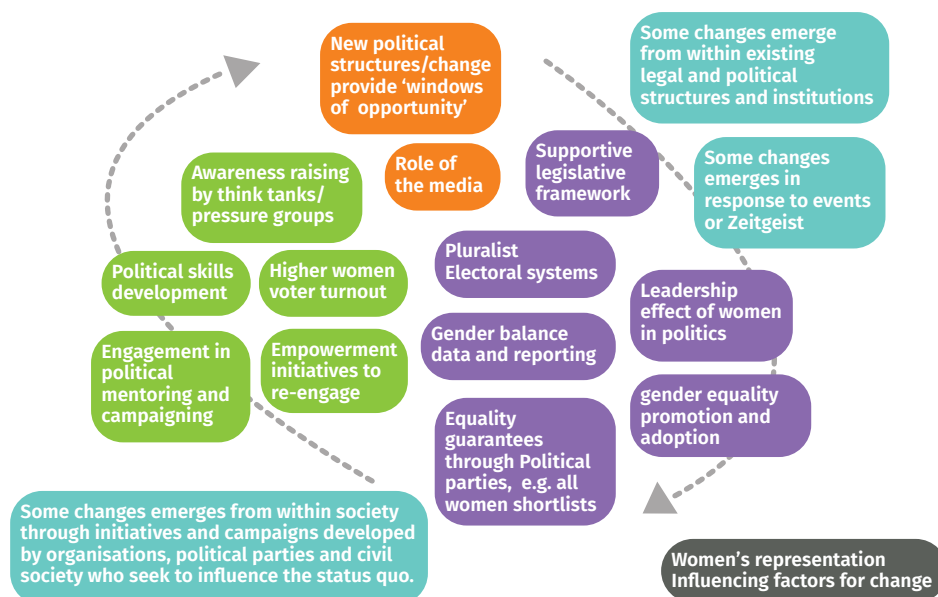 New political
structures/change
provide ‘windows
of opportunity’
Some changes emerge
from within existing
legal and political
structures and institutions
Role of
the media
Supportive
legislative
framework
Some changes
emerges in
response to events
or Zeitgeist
Awareness raising
by think tanks/
pressure groups
Political skills
development
Higher women
voter turnout
Pluralist
Electoral systems
Leadership
effect of women
in politics
Engagement in
political
mentoring and
campaigning
Empowerment
initiatives to
re-engage
Gender balance
data and reporting
gender equality
promotion and
adoption
Equality
guarantees
through Political
parties, e.g. all
women shortlists
Some changes emerges from within society
through initiatives and campaigns developed
by organisations, political parties and civil
society who seek to influence the status quo.
Women’s representation
Influencing factors for change